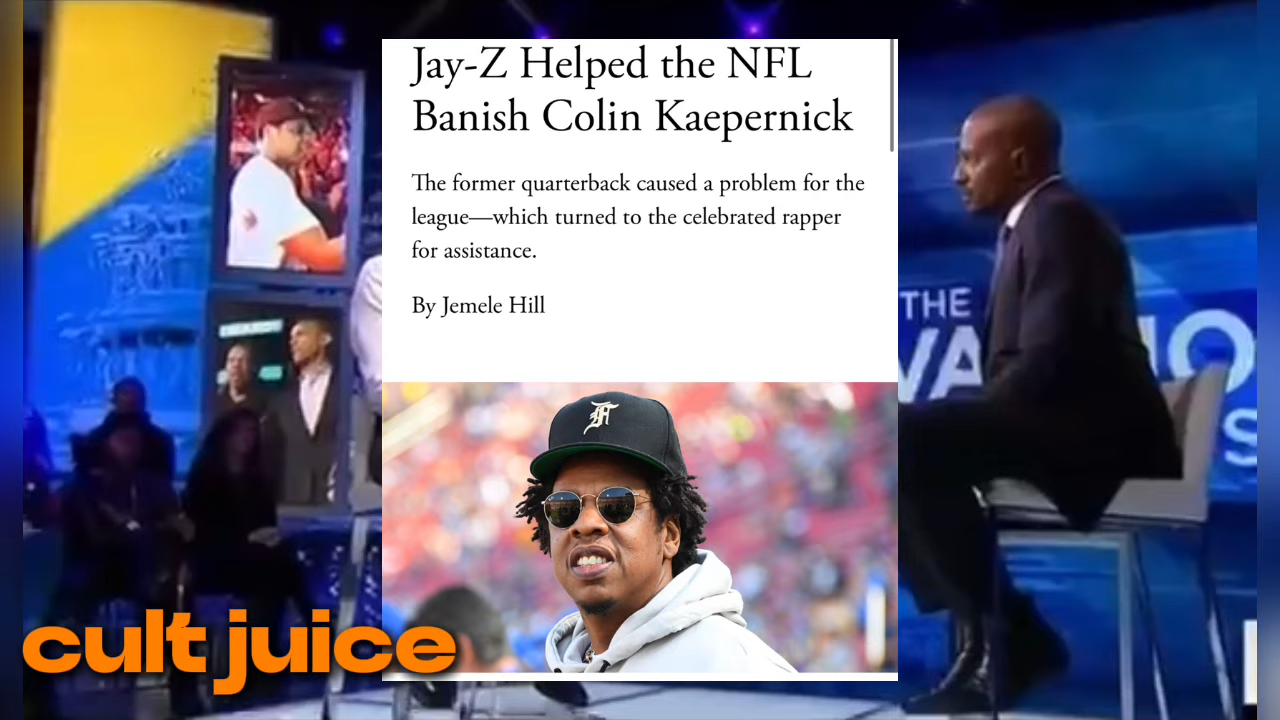 Jay-Z Helped the NFL
Banish Colin Kaepernick
The former quarterback caused a problem for the
league—which turned to the celebrated rapper
for assistance.
By Jemele Hill
THE
cult juice